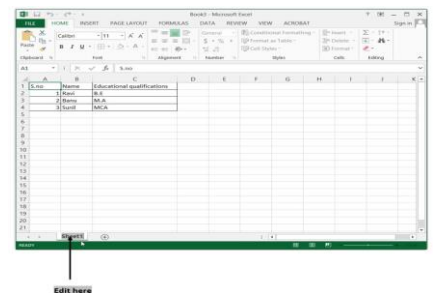 Book3 - Microsoft Excel
FILE HOME INSERT PAGE LAYOUT FORMULAS DATA REVIEW VIEW ACROBAT Sign in
Calibri 11 General Conditional Formatting Insert
Paste B I U Format as Table Delete
Cell Styles Format
Clipboard Font Alignment Number Styles Cells Editing
A1 fx S.no
A B C D E F G H I J K
1 S.no Name Educational qualifications
2 1 Ravi B.E
3 2 Banu M.A
4 3 Sunil MCA
5
6
7
8
9
10
11
12
13
14
15
16
17
18
19
20
21
Sheet1
READY
Edit here